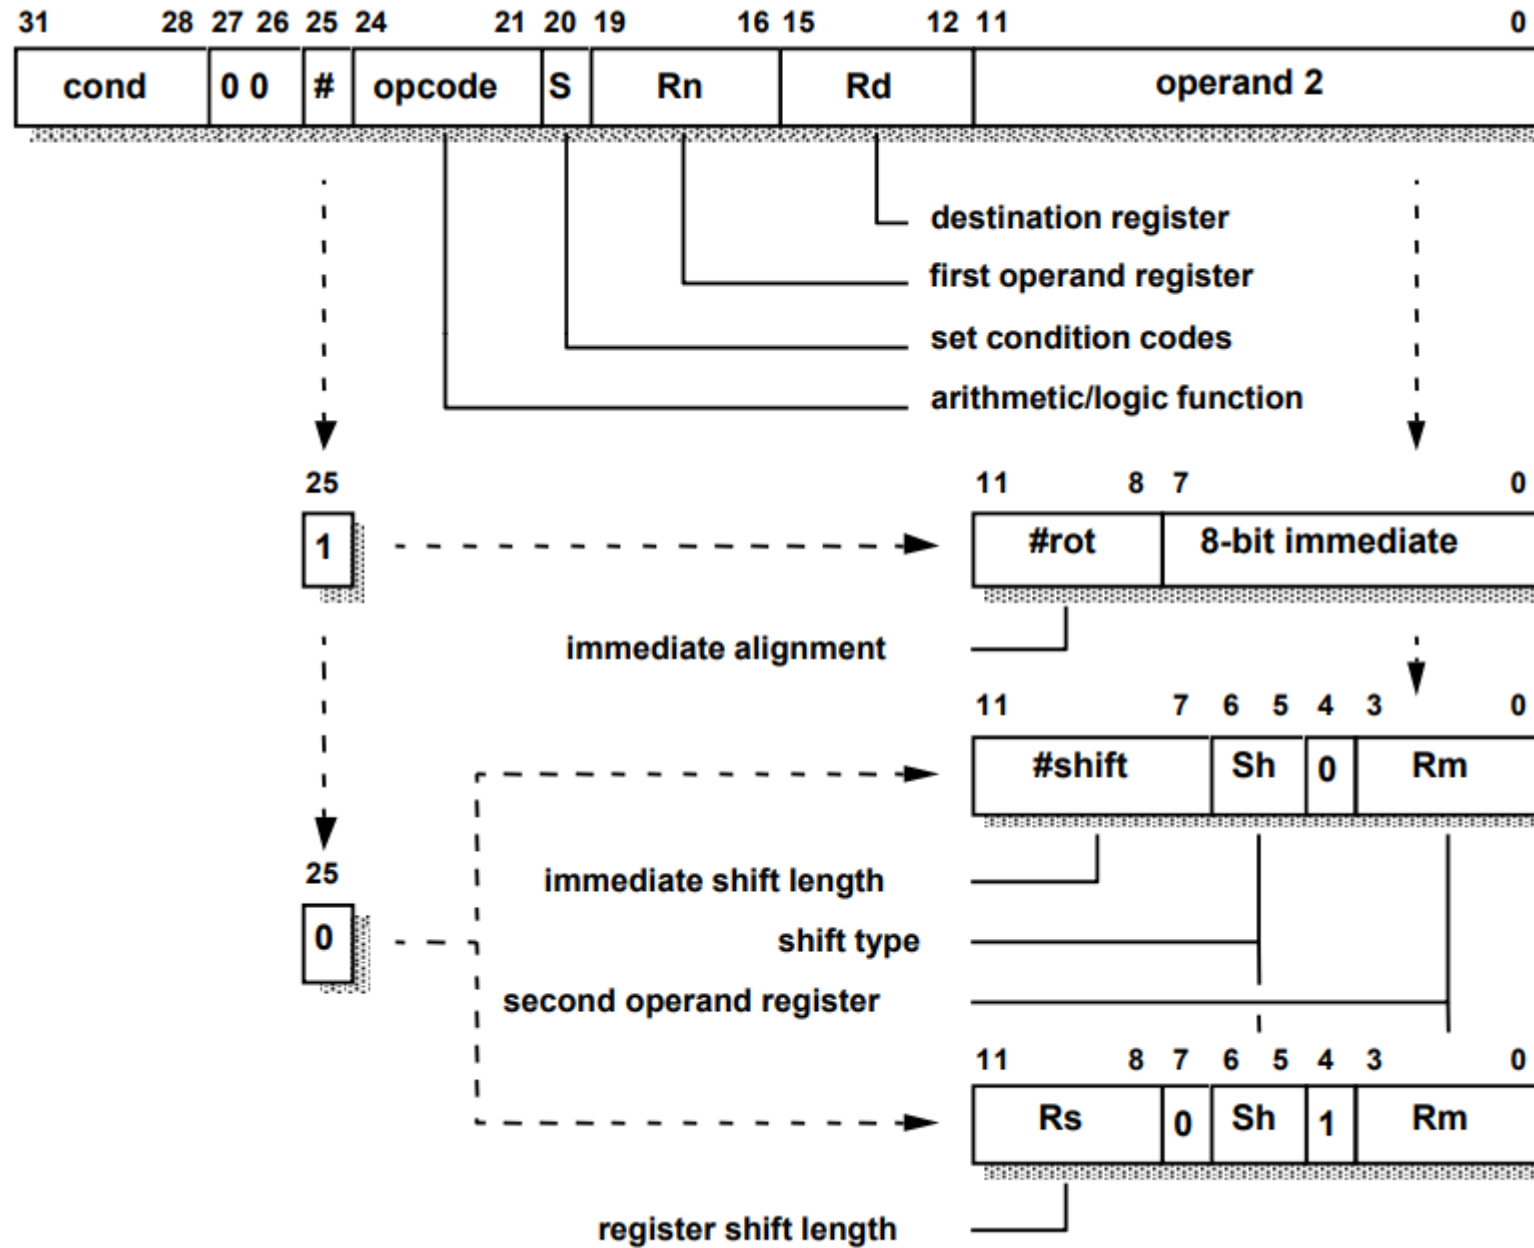 31 28 27 26 25 24 21 20 19 16 15 12 11 0
cond 0 0 # opcode S Rn Rd operand 2
destination register
first operand register
set condition codes
arithmetic/logic function
25 11 8 7 0
1 #rot 8-bit immediate
immediate alignment
11 7 6 5 4 3 0
#shift Sh 0 Rm
25
immediate shift length
0
shift type
second operand register
11 8 7 6 5 4 3 0
Rs 0 Sh 1 Rm
register shift length